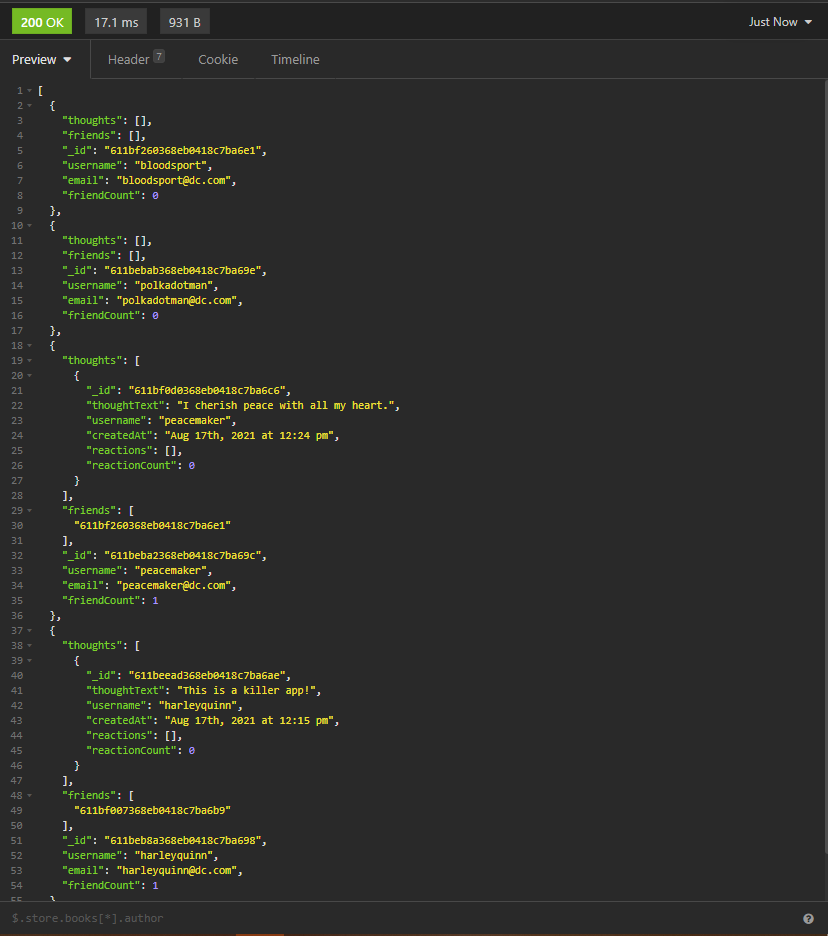 200 OK 17.1 ms 931 B Just Now
Preview Header 7 Cookie Timeline
1 [
2 {
3 "thoughts": [],
4 "friends": [],
5 "_id": "611bf260368eb0418c7ba6e1",
6 "username": "bloodsport",
7 "email": "bloodsport@dc.com",
8 "friendCount": 0
9 },
10 {
11 "thoughts": [],
12 "friends": [],
13 "_id": "611bebab368eb0418c7ba69e",
14 "username": "polkadotman",
15 "email": "polkadotman@dc.com",
16 "friendCount": 0
17 },
18 {
19 "thoughts": [
20 {
21 "_id": "611bf0d0368eb0418c7ba6c6",
22 "thoughtText": "I cherish peace with all my heart.",
23 "username": "peacemaker",
24 "createdAt": "Aug 17th, 2021 at 12:24 pm",
25 "reactions": [],
26 "reactionCount": 0
27 }
28 ],
29 "friends": [
30 "611bf260368eb0418c7ba6e1"
31 ],
32 "_id": "611beba2368eb0418c7ba69c",
33 "username": "peacemaker",
34 "email": "peacemaker@dc.com",
35 "friendCount": 1
36 },
37 {
38 "thoughts": [
39 {
40 "_id": "611beead368eb0418c7ba6ae",
41 "thoughtText": "This is a killer app!",
42 "username": "harleyquinn",
43 "createdAt": "Aug 17th, 2021 at 12:15 pm",
44 "reactions": [],
45 "reactionCount": 0
46 }
47 ],
48 "friends": [
49 "611bf007368eb0418c7ba6b9"
50 ],
51 "_id": "611beb8a368eb0418c7ba698",
52 "username": "harleyquinn",
53 "email": "harleyquinn@dc.com",
54 "friendCount": 1
55 }
$.store.books[*].author